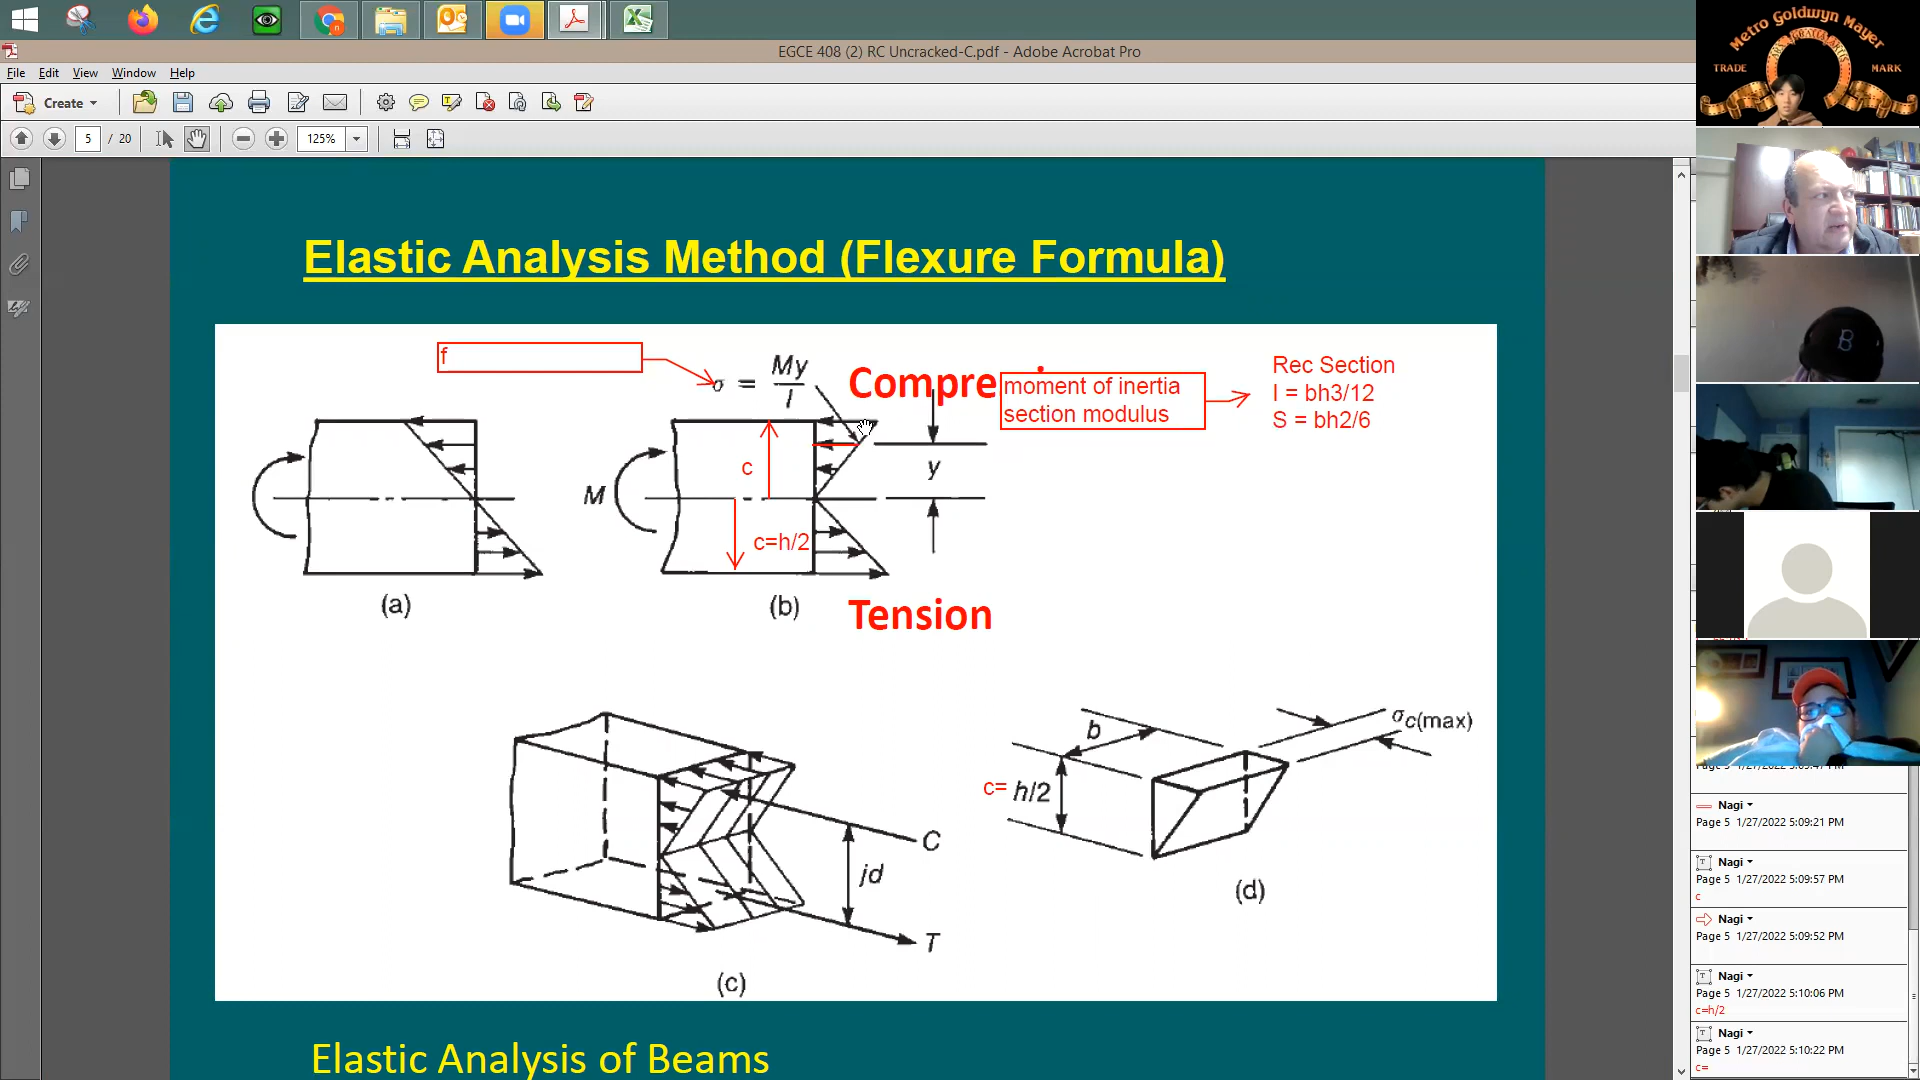 EGCE 408 (2) RC Uncracked-C.pdf - Adobe Acrobat Pro
File Edit View Window Help
Create
5 / 20 125%
Elastic Analysis Method (Flexure Formula)
f
σ = My
I
moment of inertia
section modulus
Rec Section
I = bh3/12
S = bh2/6
c
y
M
c=h/2
(a)
(b)
Tension
b
σc(max)
c= h/2
C
jd
T
(c)
(d)
Elastic Analysis of Beams
Metro Goldwyn Mayer
TRADE MARK
B
Nagi
Page 5 1/27/2022 5:09:21 PM
Nagi
Page 5 1/27/2022 5:09:57 PM
c
Nagi
Page 5 1/27/2022 5:09:52 PM
Nagi
Page 5 1/27/2022 5:10:06 PM
c=h/2
Nagi
Page 5 1/27/2022 5:10:22 PM
c=